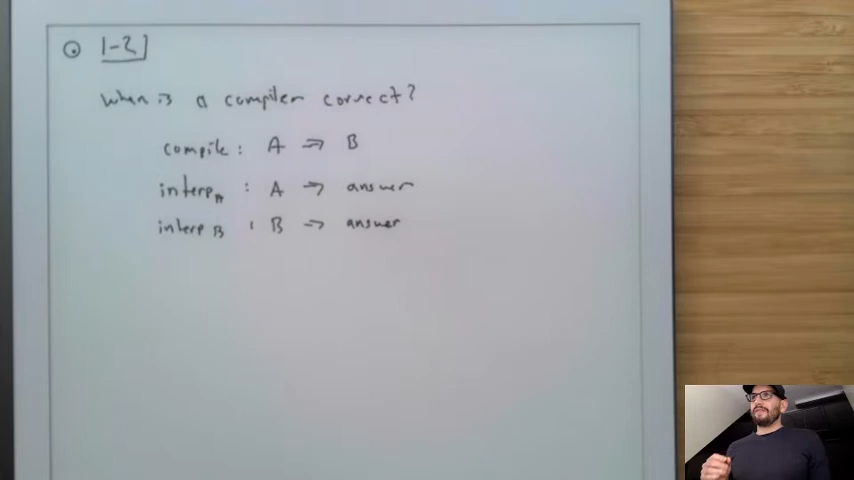 ⊙ 1-2]
When is a compiler correct?
compile : A → B
interp_A : A → answer
interp_B : B → answer